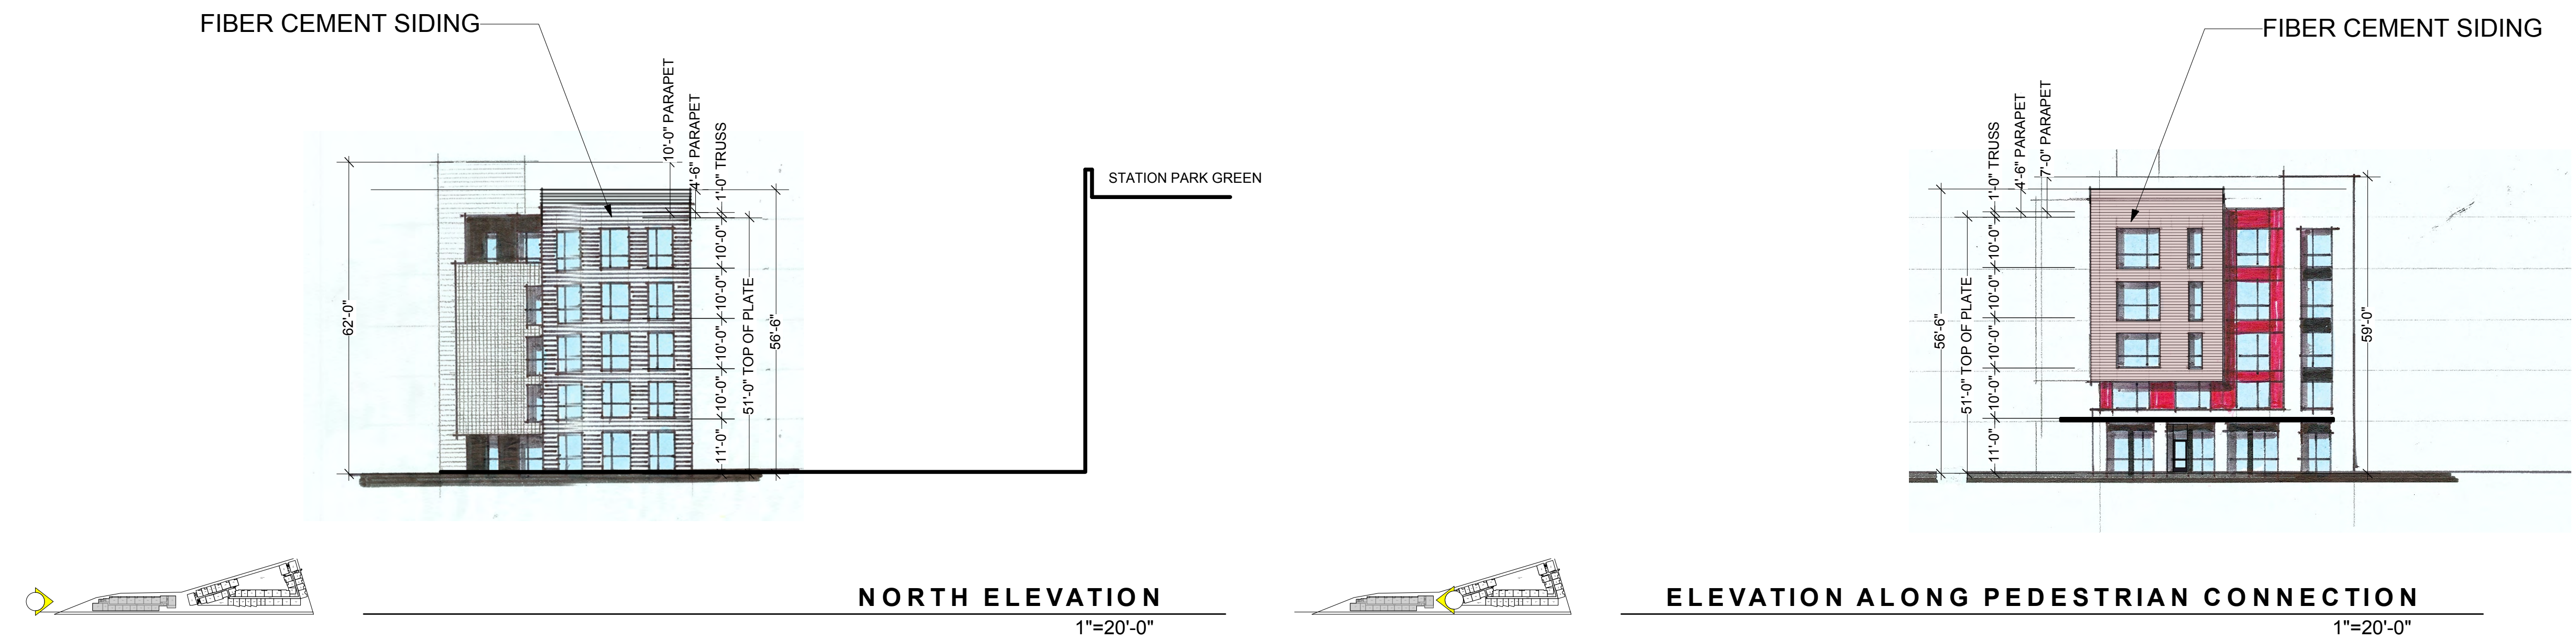 FIBER CEMENT SIDING
10'-0" PARAPET
4'-6" PARAPET
1'-0" TRUSS
10'-0"
10'-0"
10'-0"
10'-0"
11'-0"
51'-0" TOP OF PLATE
56'-6"
62'-0"
STATION PARK GREEN
NORTH ELEVATION
1"=20'-0"
FIBER CEMENT SIDING
1'-0" TRUSS
4'-6" PARAPET
7'-0" PARAPET
10'-0"
10'-0"
10'-0"
10'-0"
11'-0"
51'-0" TOP OF PLATE
56'-6"
59'-0"
ELEVATION ALONG PEDESTRIAN CONNECTION
1"=20'-0"